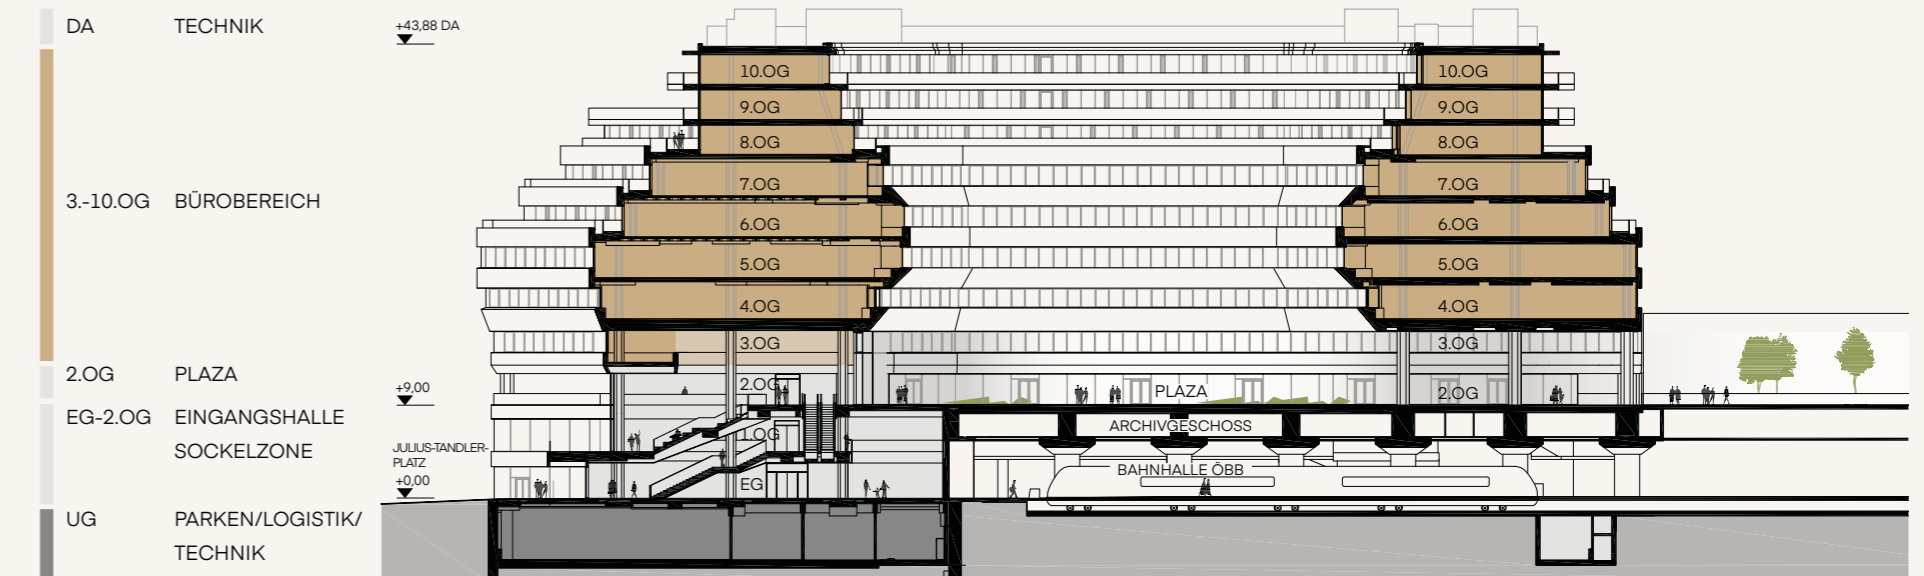 DA TECHNIK
3.-10.OG BÜROBEREICH
2.OG PLAZA
EG-2.OG EINGANGSHALLE
SOCKELZONE
UG PARKEN/LOGISTIK/
TECHNIK
+43,88 DA
+9,00
JULIUS-TANDLER-
PLATZ
+0,00
10.OG 10.OG
9.OG 9.OG
8.OG 8.OG
7.OG 7.OG
6.OG 6.OG
5.OG 5.OG
4.OG 4.OG
3.OG 3.OG
2.OG PLAZA 2.OG
1.OG ARCHIVGESCHOSS
BAHNHALLE ÖBB
EG